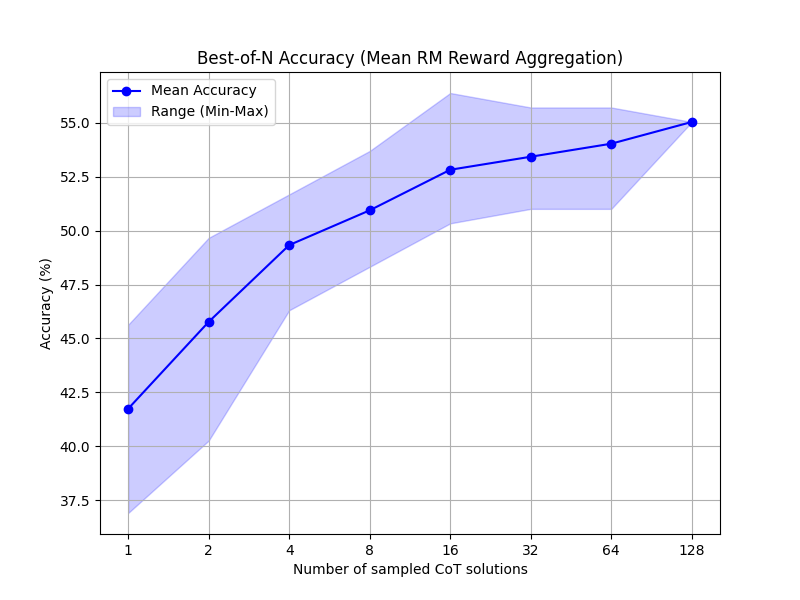 Best-of-N Accuracy (Mean RM Reward Aggregation)
Mean Accuracy
Range (Min-Max)
55.0
52.5
50.0
47.5
45.0
42.5
40.0
37.5
Accuracy (%)
1 2 4 8 16 32 64 128
Number of sampled CoT solutions